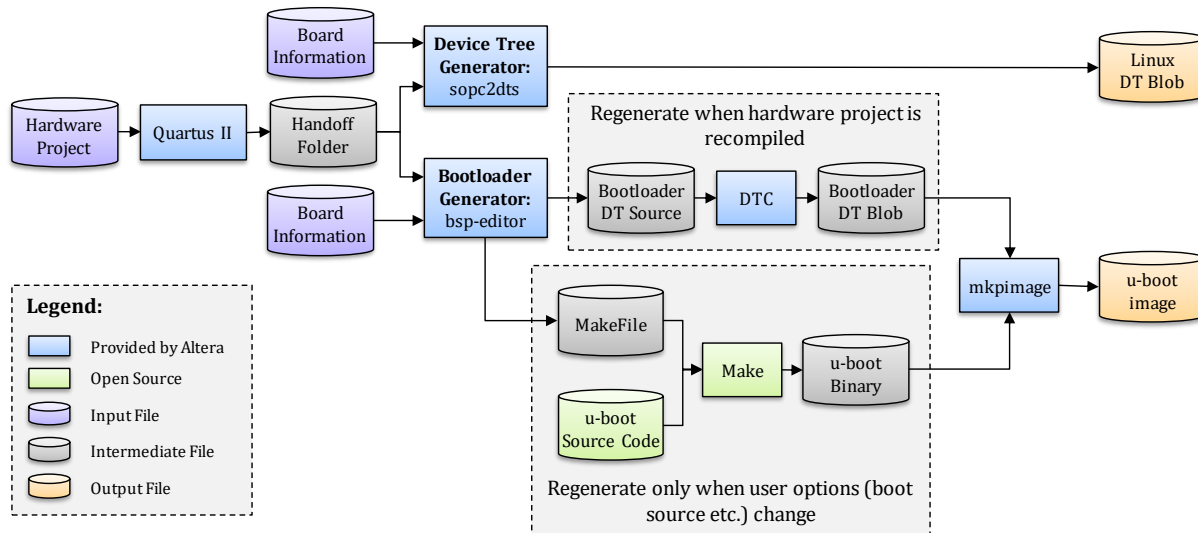 Board
Information
Device Tree
Generator:
sopc2dts
Linux
DT Blob
Hardware
Project
Quartus II
Handoff
Folder
Regenerate when hardware project is
recompiled
Bootloader
Generator:
bsp-editor
Bootloader
DT Source
DTC
Bootloader
DT Blob
Board
Information
mkpimage
u-boot
image
MakeFile
Make
u-boot
Binary
u-boot
Source Code
Regenerate only when user options (boot
source etc.) change
Legend:
Provided by Altera
Open Source
Input File
Intermediate File
Output File